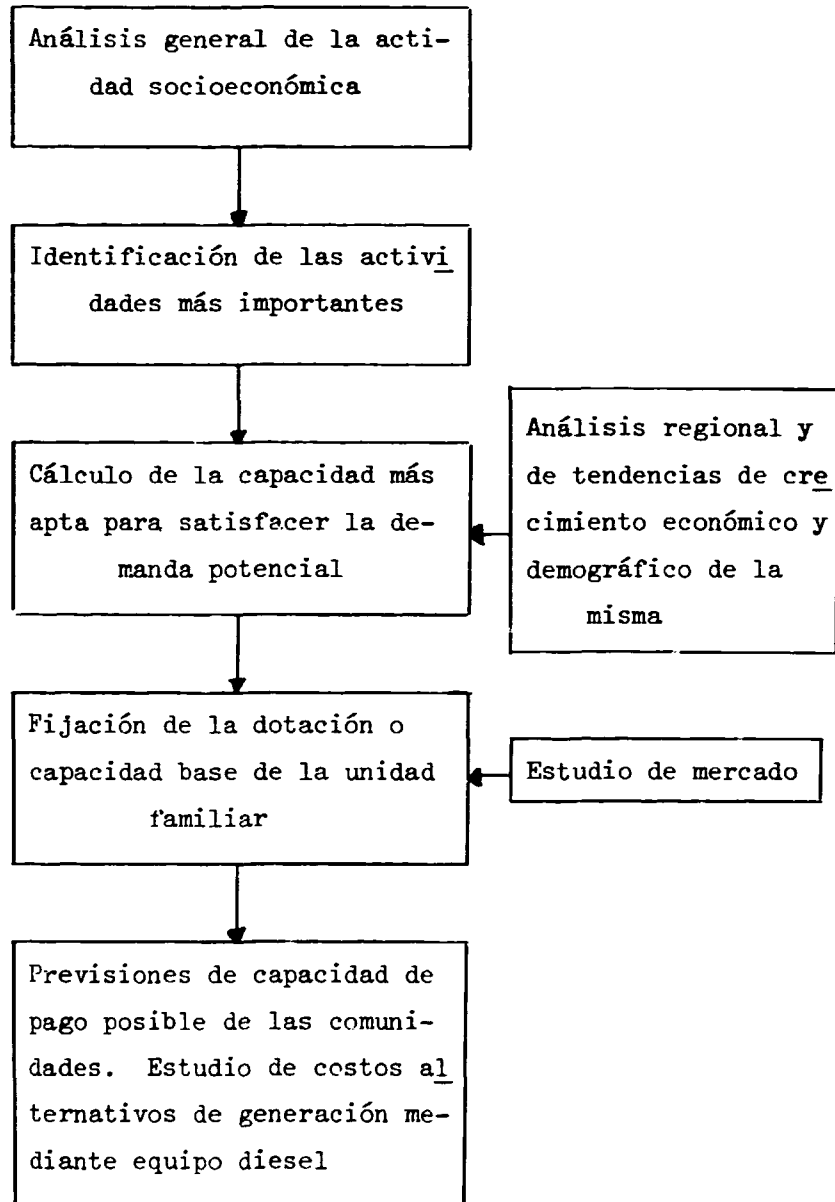 Análisis general de la acti-
dad socioeconómica
Identificación de las activi
dades más importantes
Cálculo de la capacidad más
apta para satisfacer la de-
manda potencial
Análisis regional y
de tendencias de cre
cimiento económico y
demográfico de la
misma
Fijación de la dotación o
capacidad base de la unidad
familiar
Estudio de mercado
Previsiones de capacidad de
pago posible de las comuni-
dades. Estudio de costos al
ternativos de generación me-
diante equipo diesel